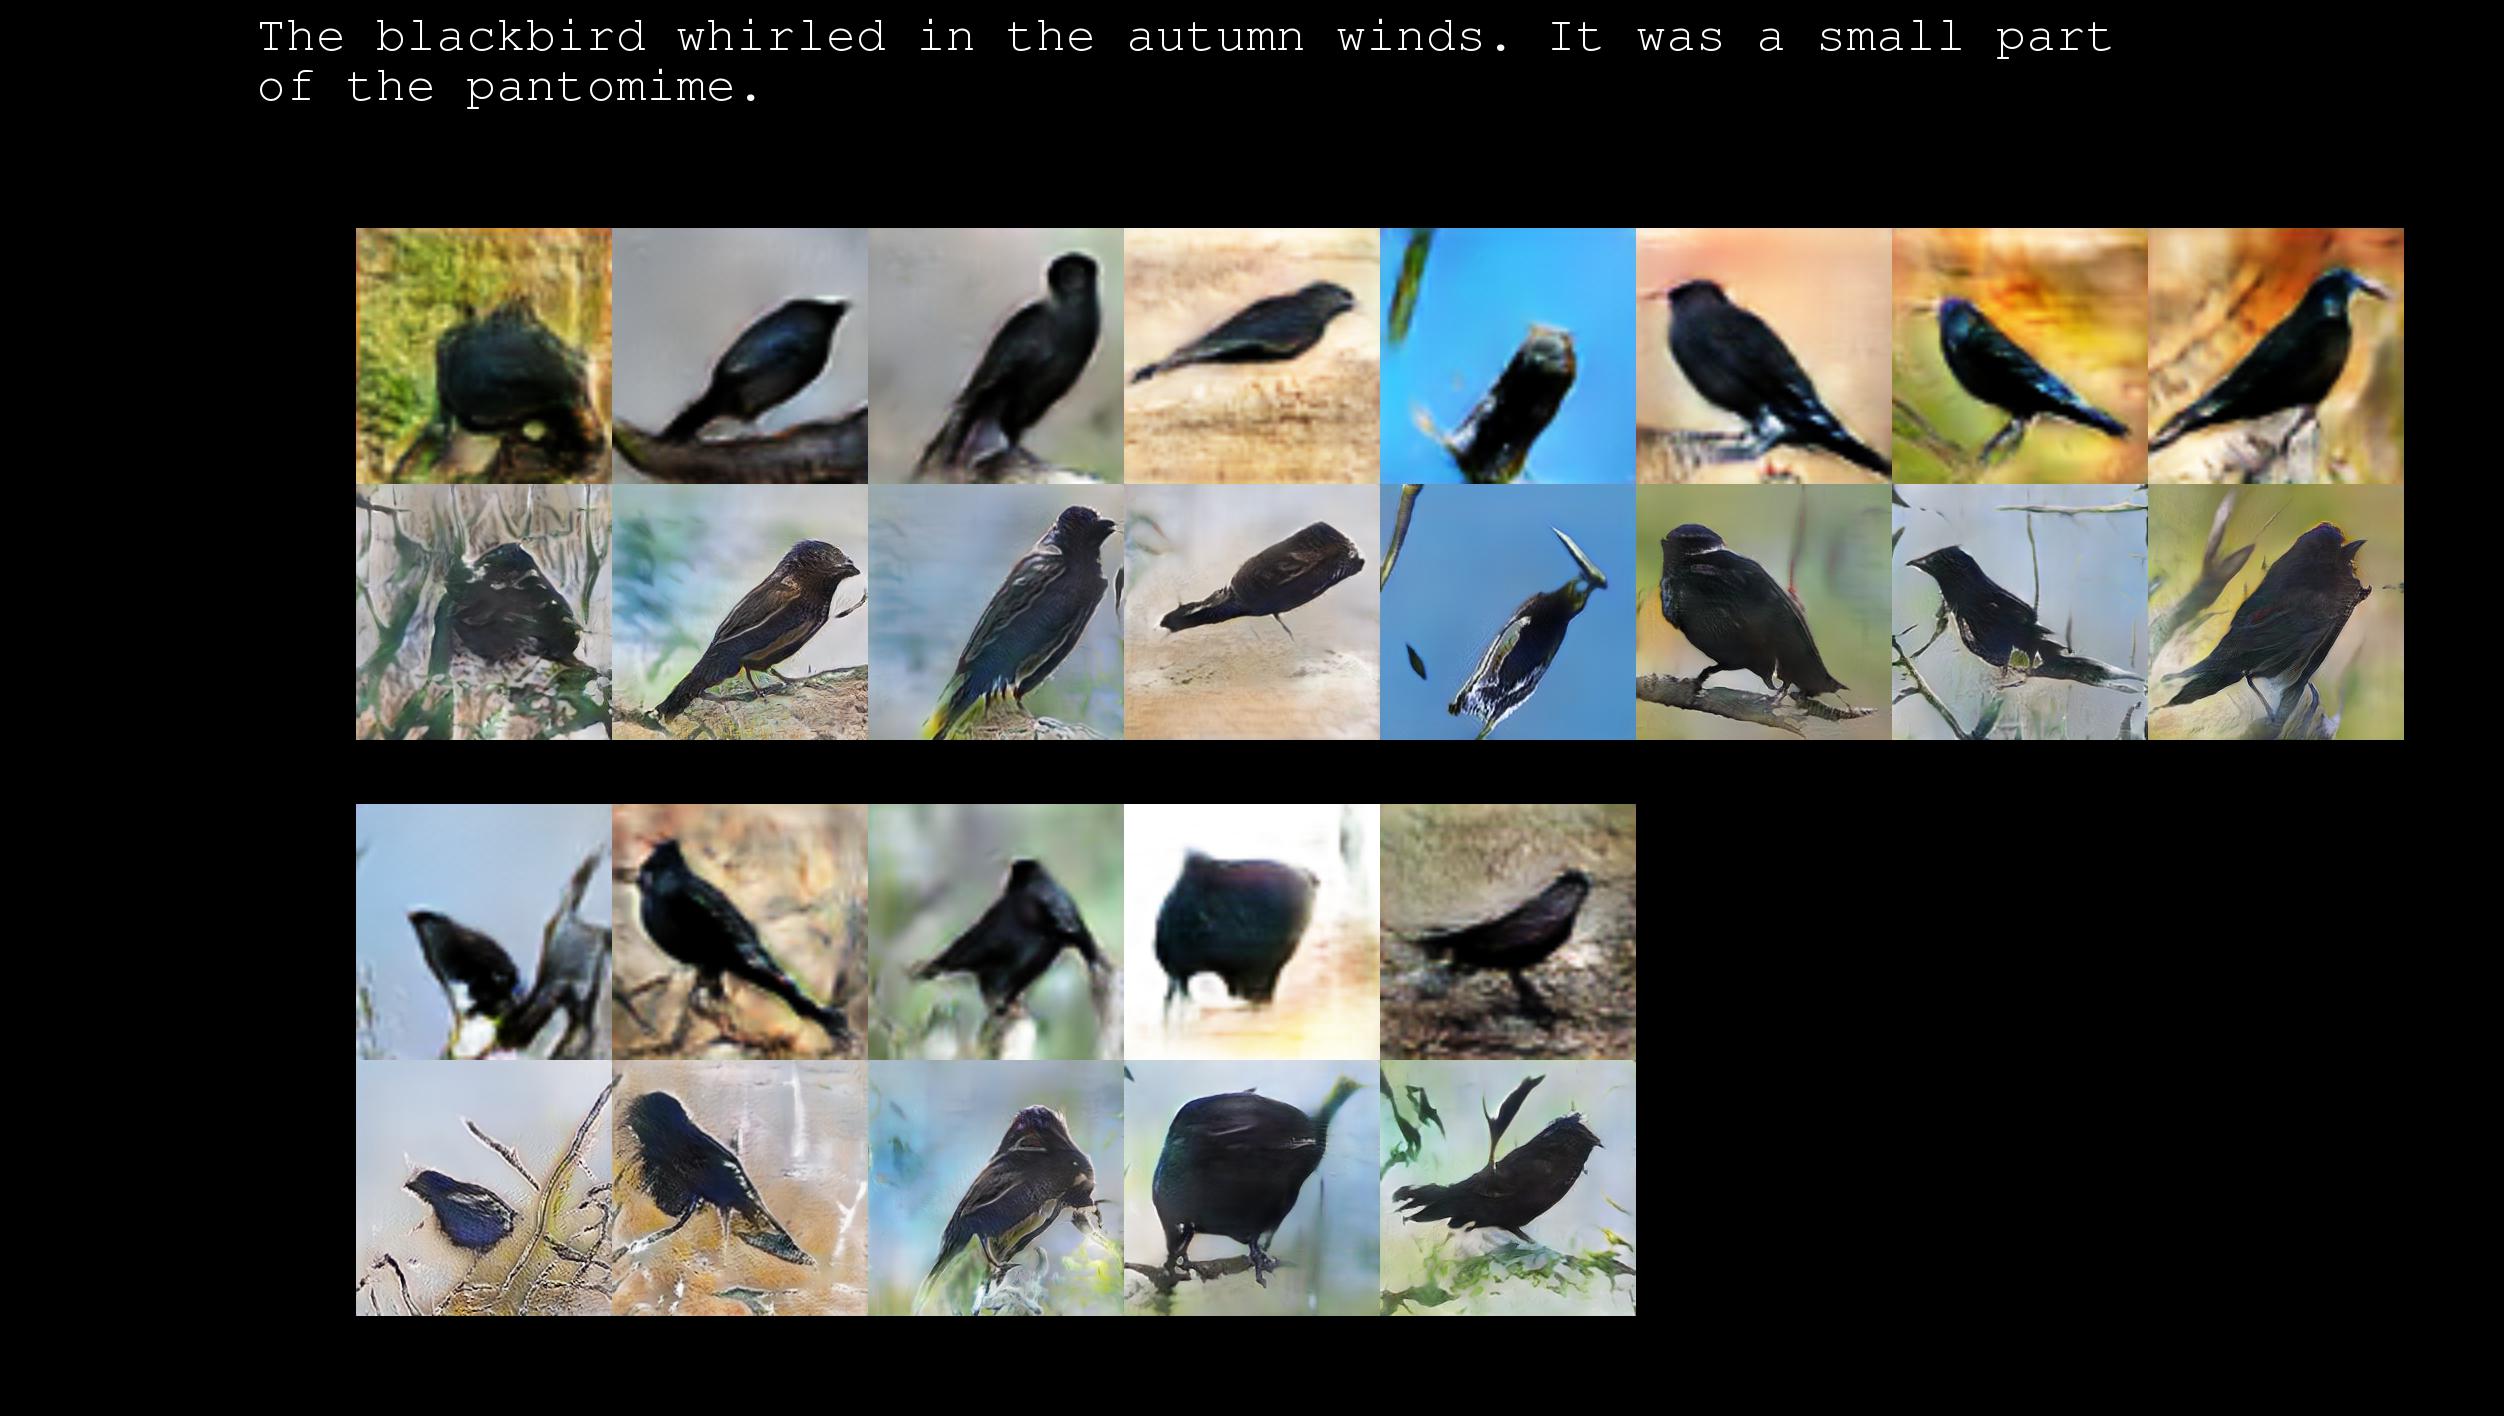 The blackbird whirled in the autumn winds. It was a small part
of the pantomime.